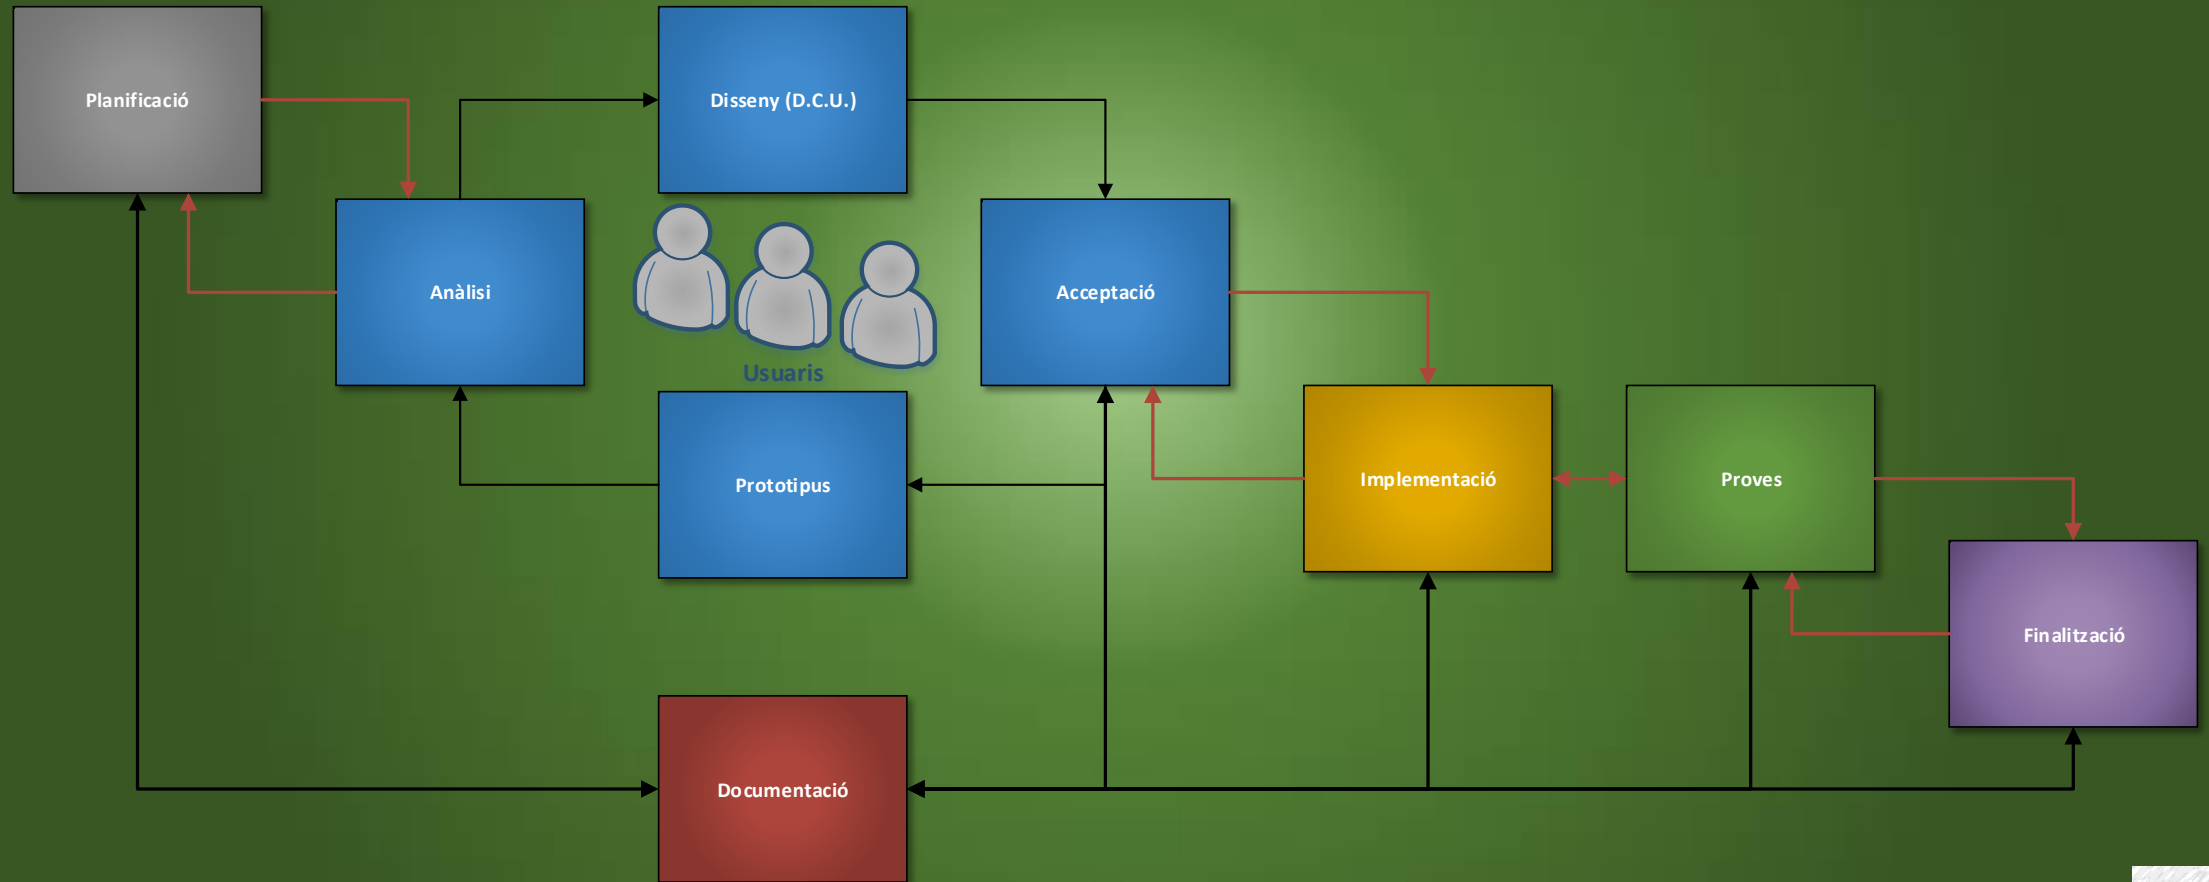 Planificació
Disseny (D.C.U.)
Anàlisi
Acceptació
Usuaris
Prototipus
Implementació
Proves
Finalització
Documentació